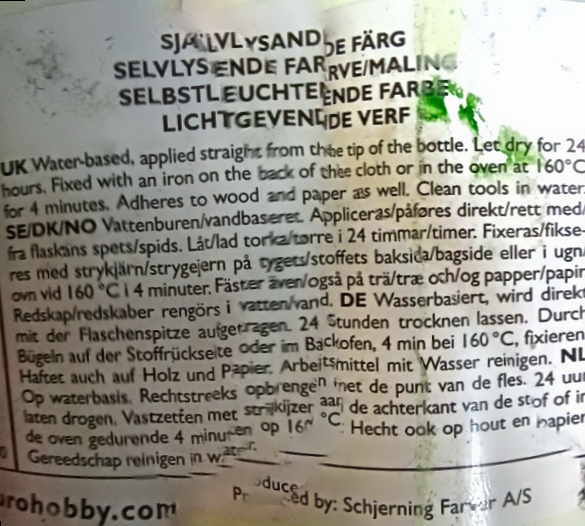 SJÄLVLYSANDE FÄRG
SELVLYSENDE FARVE/MALING
SELBSTLEUCHTENDE FARBE
LICHTGEVENDE VERF
UK Water-based, applied straight from the tip of the bottle. Let dry for 24
hours. Fixed with an iron on the back of the cloth or in the oven at 160°C
for 4 minutes. Adheres to wood and paper as well. Clean tools in water.
SE/DK/NO Vattenburen/vandbaseret. Appliceras/påføres direkt/rett med/
fra flaskans spets/spids. Låt/lad torka/tørre i 24 timmar/timer. Fixeras/fikse-
res med strykjärn/strygejern på tygets/stoffets baksida/bagside eller i ugn/
ovn vid 160 °C i 4 minuter. Fäster även/også på trä/træ och/og papper/papir
Redskap/redskaber rengörs i vatten/vand. DE Wasserbasiert, wird direkt
mit der Flaschenspitze aufgetragen. 24 Stunden trocknen lassen. Durch
Bügeln auf der Stoffrückseite oder im Backofen, 4 min bei 160 °C, fixieren
Haftet auch auf Holz und Papier. Arbeitsmittel mit Wasser reinigen. NL
Op waterbasis. Rechtstreeks opbrengen met de punt van de fles. 24 uur
laten drogen. Vastzetten met strijkijzer aan de achterkant van de stof of in
de oven gedurende 4 minuten op 160 °C. Hecht ook op hout en papier
Gereedschap reinigen in water.
urohobby.com
Produced by: Schjerning Farver A/S